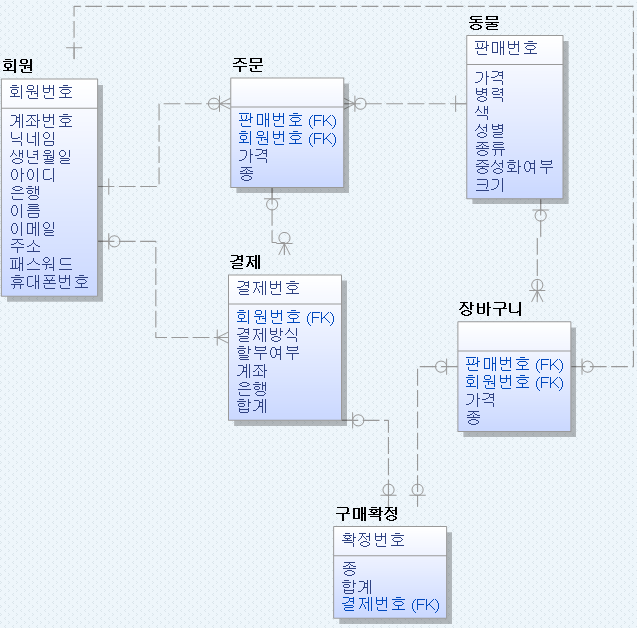 회원
회원번호
계좌번호
닉네임
생년월일
아이디
은행
이름
이메일
주소
패스워드
휴대폰번호
주문
판매번호 (FK)
회원번호 (FK)
가격
종
동물
판매번호
가격
병력
색
성별
종류
중성화여부
크기
결제
결제번호
회원번호 (FK)
결제방식
할부여부
계좌
은행
합계
장바구니
판매번호 (FK)
회원번호 (FK)
가격
종
구매확정
확정번호
종
합계
결제번호 (FK)